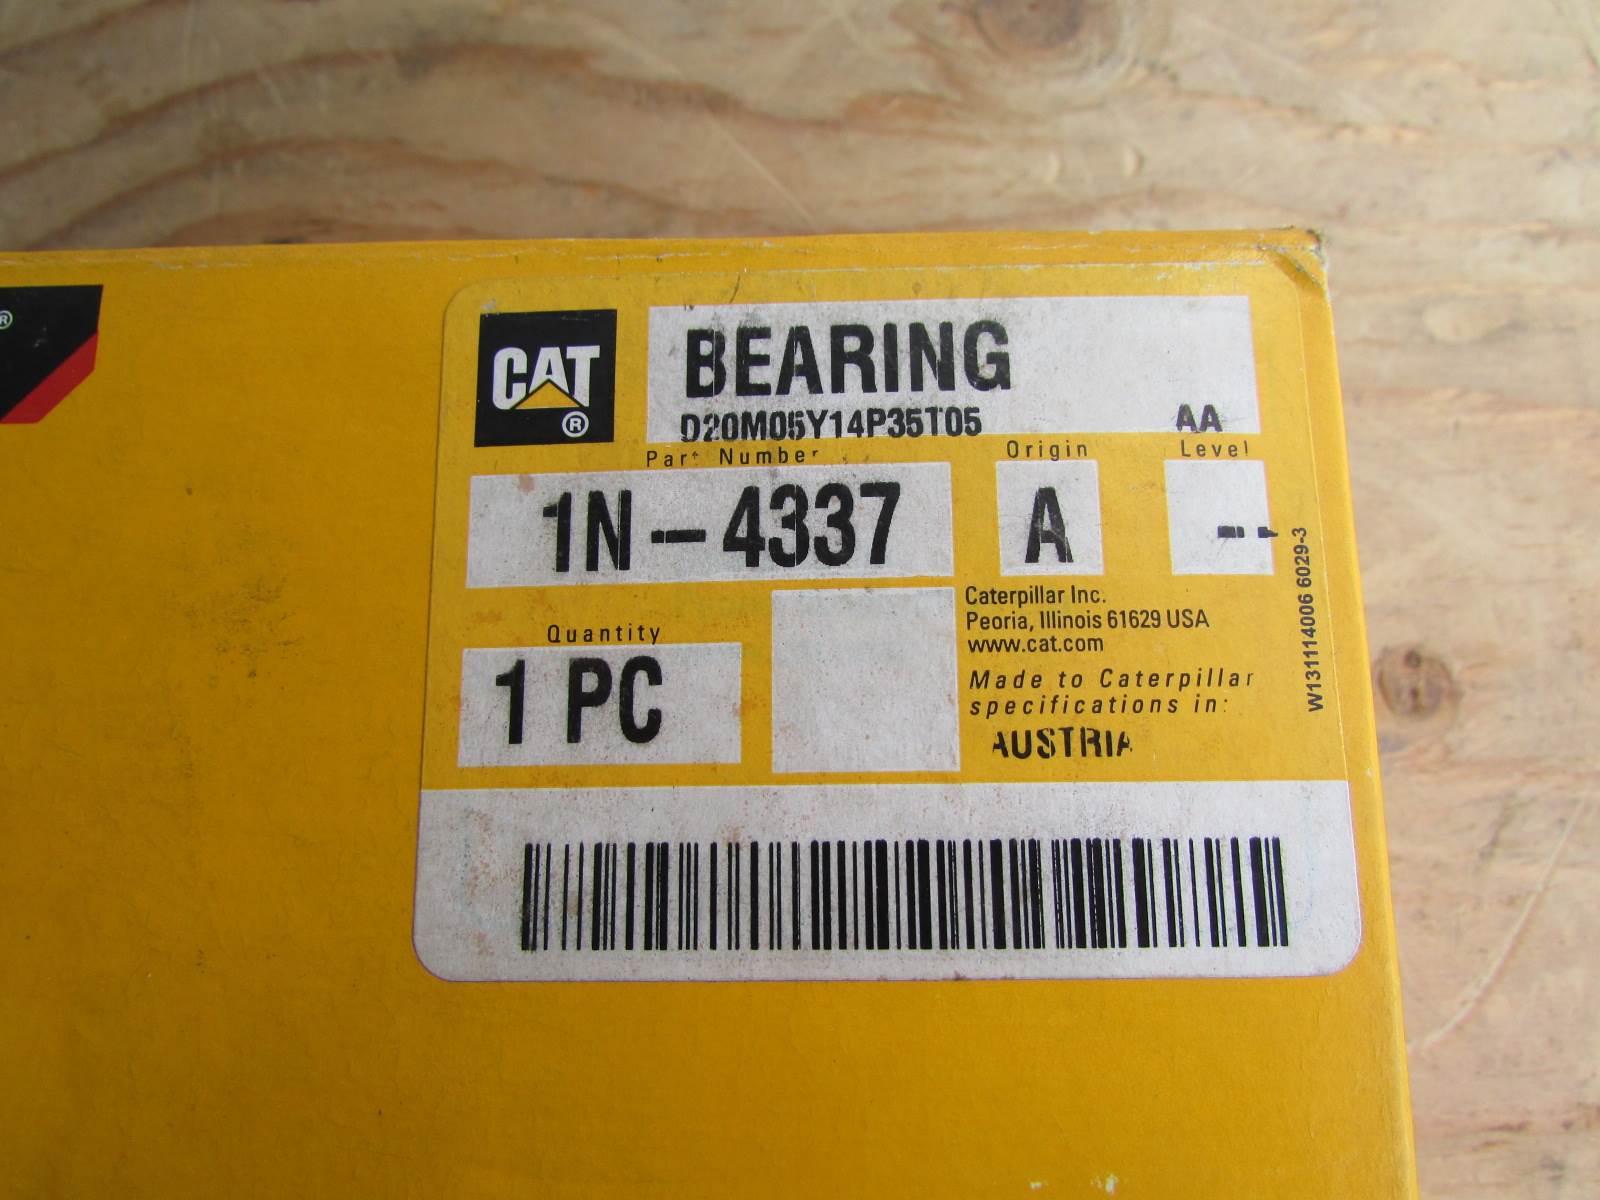 ®
CAT
®
BEARING
D20M05Y14P35T05 AA
Part Number Origin Level
1N-4337 A --
Quantity
1 PC
Caterpillar Inc.
Peoria, Illinois 61629 USA
www.cat.com
Made to Caterpillar
specifications in:
AUSTRIA
W131114006 6029-3